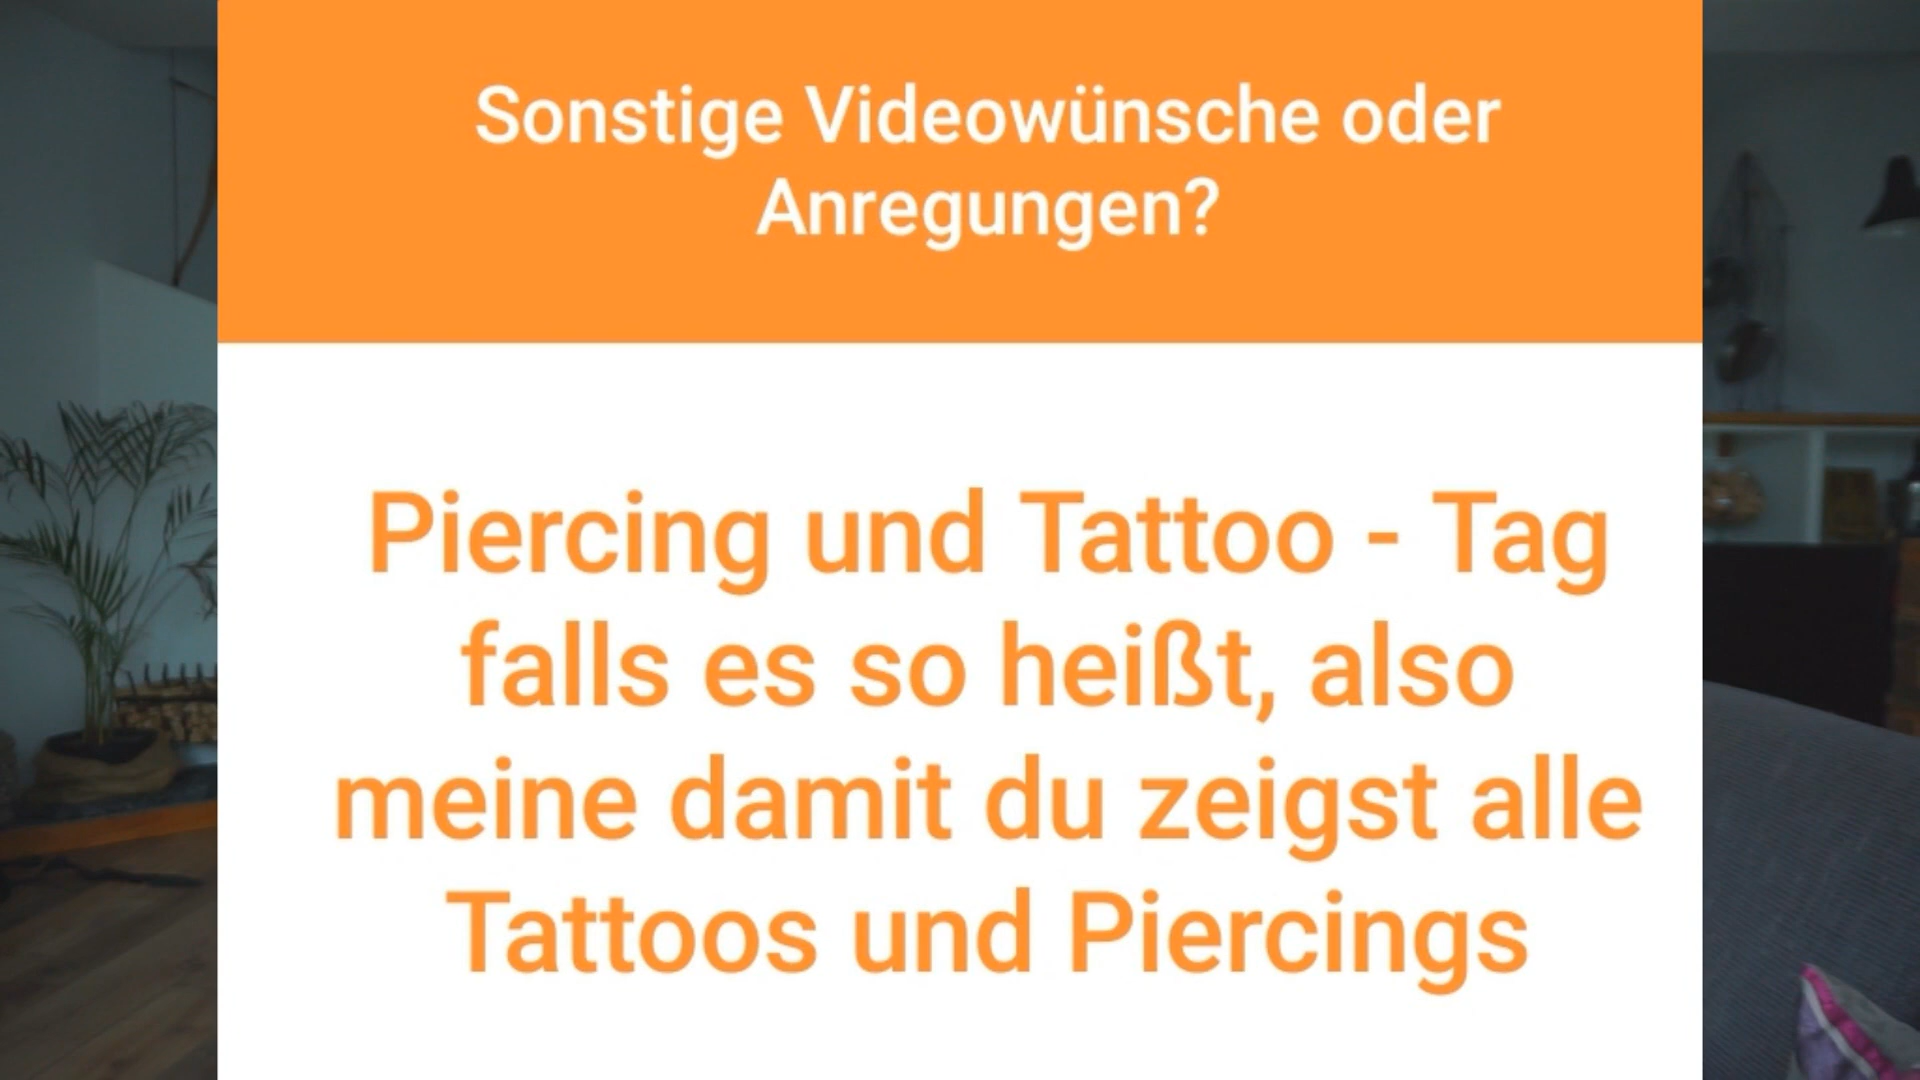 Sonstige Videowünsche oder
Anregungen?
Piercing und Tattoo - Tag
falls es so heißt, also
meine damit du zeigst alle
Tattoos und Piercings